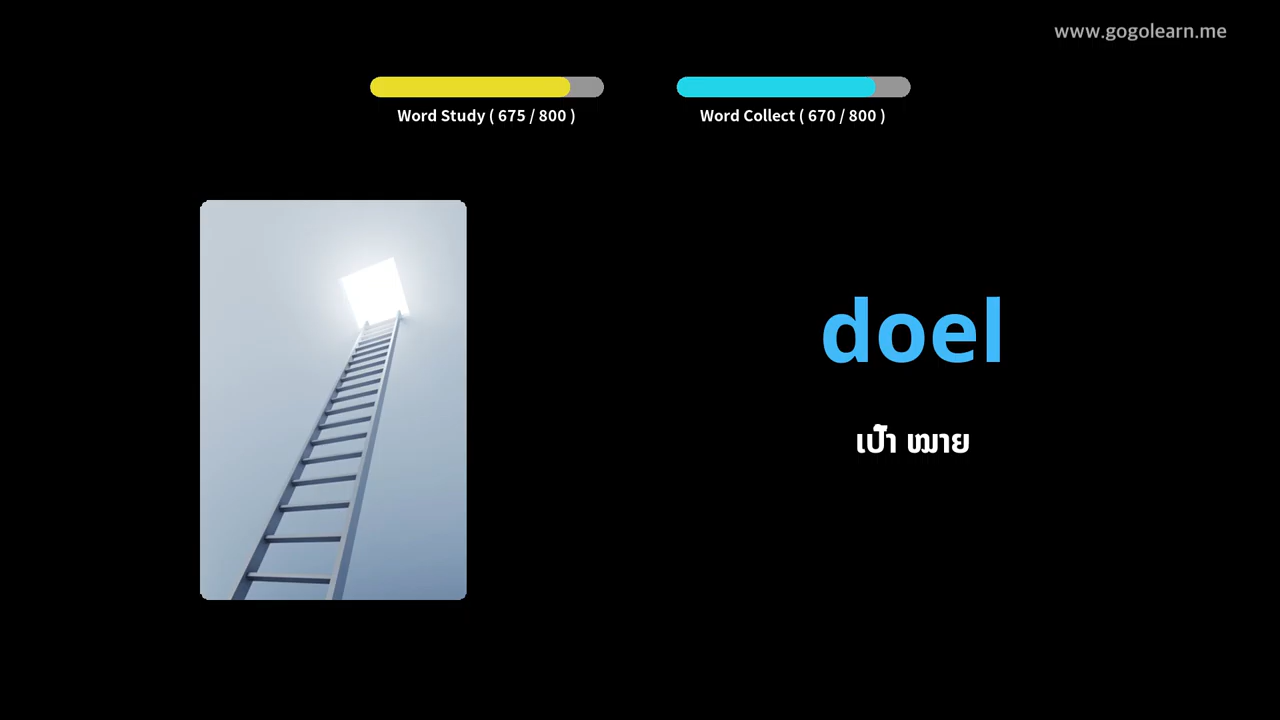 www.gogolearn.me
Word Study ( 675 / 800 )
Word Collect ( 670 / 800 )
doel
ເປົ້າ ໝາຍ